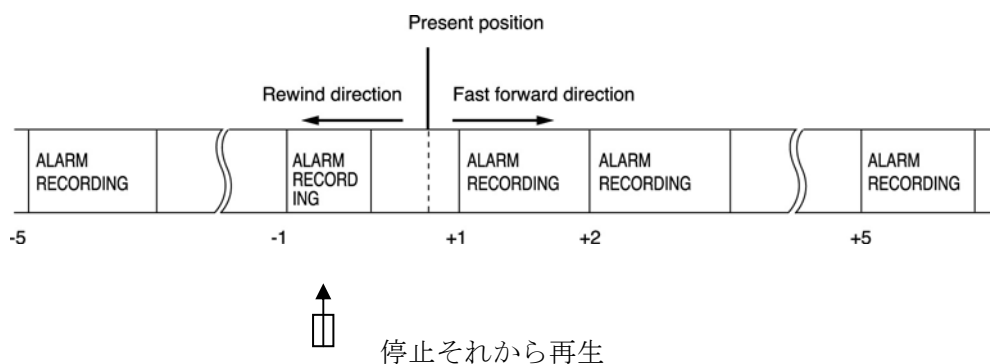 Present position
Rewind direction
Fast forward direction
ALARM
RECORDING
ALARM
RECORD
ING
ALARM
RECORDING
ALARM
RECORDING
ALARM
RECORDING
-5
-1
+1
+2
+5
停止それから再生